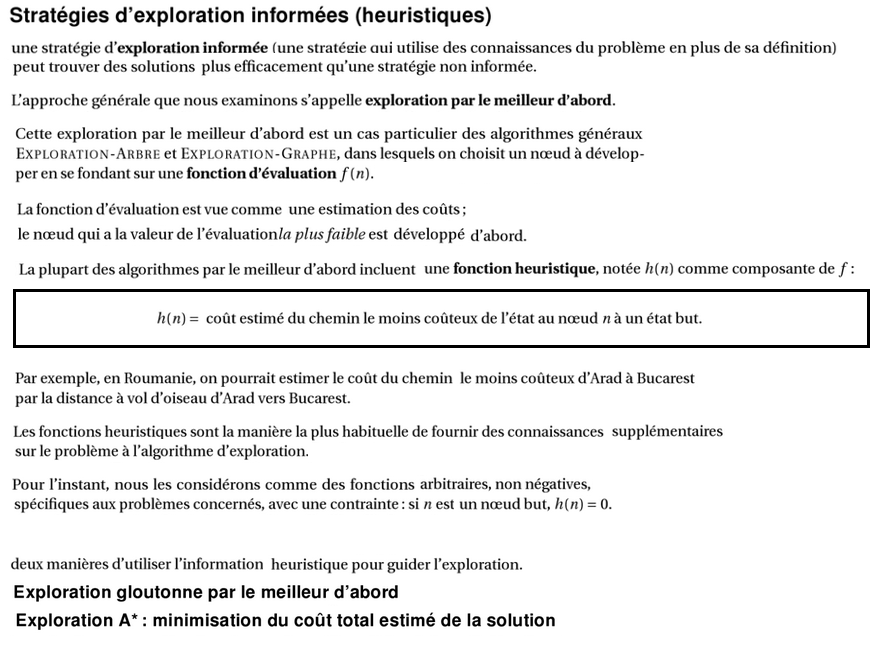 Stratégies d'exploration informées (heuristiques)
une stratégie d'exploration informée (une stratégie qui utilise des connaissances du problème en plus de sa définition)
peut trouver des solutions plus efficacement qu'une stratégie non informée.
L'approche générale que nous examinons s'appelle exploration par le meilleur d'abord.
Cette exploration par le meilleur d'abord est un cas particulier des algorithmes généraux
EXPLORATION-ARBRE et EXPLORATION-GRAPHE, dans lesquels on choisit un nœud à dévelop-
per en se fondant sur une fonction d'évaluation f(n).
La fonction d'évaluation est vue comme une estimation des coûts ;
le nœud qui a la valeur de l'évaluation la plus faible est développé d'abord.
La plupart des algorithmes par le meilleur d'abord incluent une fonction heuristique, notée h(n) comme composante de f :
h(n) = coût estimé du chemin le moins coûteux de l'état au nœud n à un état but.
Par exemple, en Roumanie, on pourrait estimer le coût du chemin le moins coûteux d'Arad à Bucarest
par la distance à vol d'oiseau d'Arad vers Bucarest.
Les fonctions heuristiques sont la manière la plus habituelle de fournir des connaissances supplémentaires
sur le problème à l'algorithme d'exploration.
Pour l'instant, nous les considérons comme des fonctions arbitraires, non négatives,
spécifiques aux problèmes concernés, avec une contrainte : si n est un nœud but, h(n) = 0.
deux manières d'utiliser l'information heuristique pour guider l'exploration.
Exploration gloutonne par le meilleur d'abord
Exploration A* : minimisation du coût total estimé de la solution